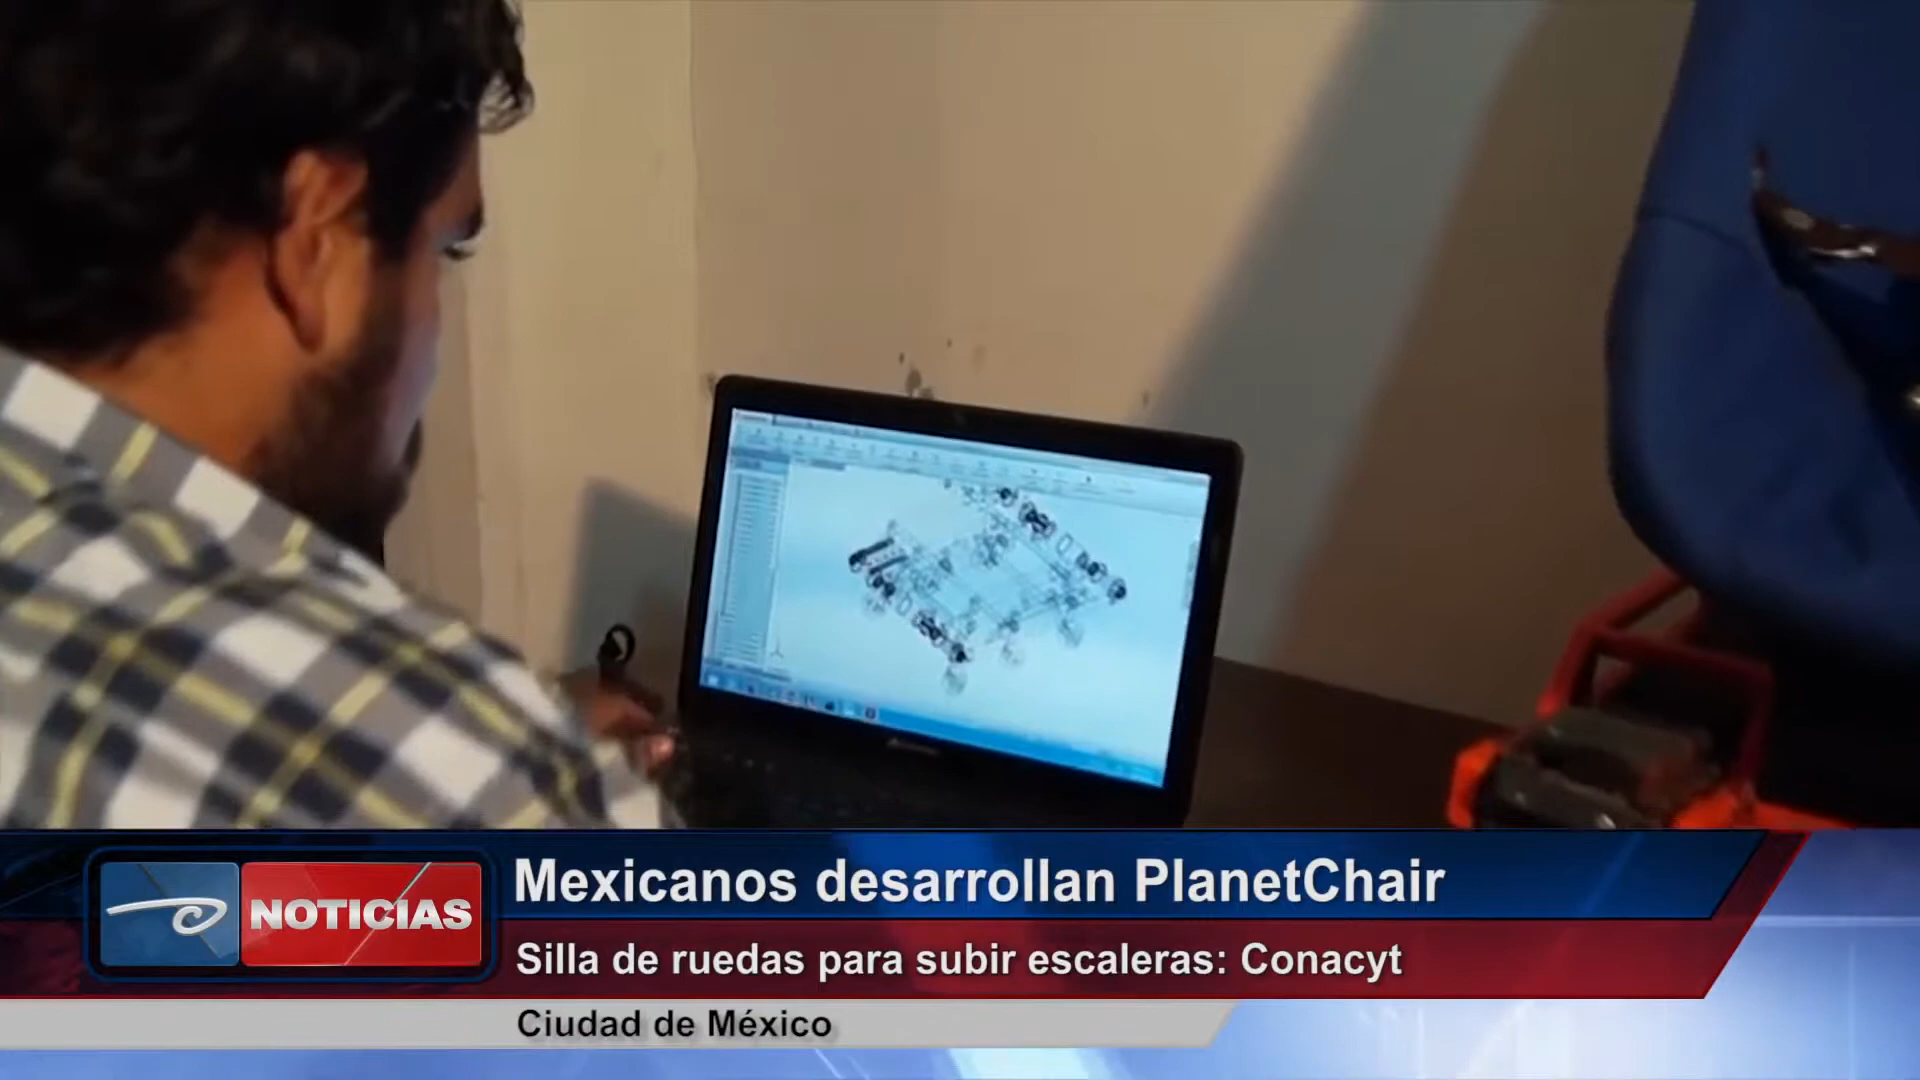 Mexicanos desarrollan PlanetChair
NOTICIAS
Silla de ruedas para subir escaleras: Conacyt
Ciudad de México